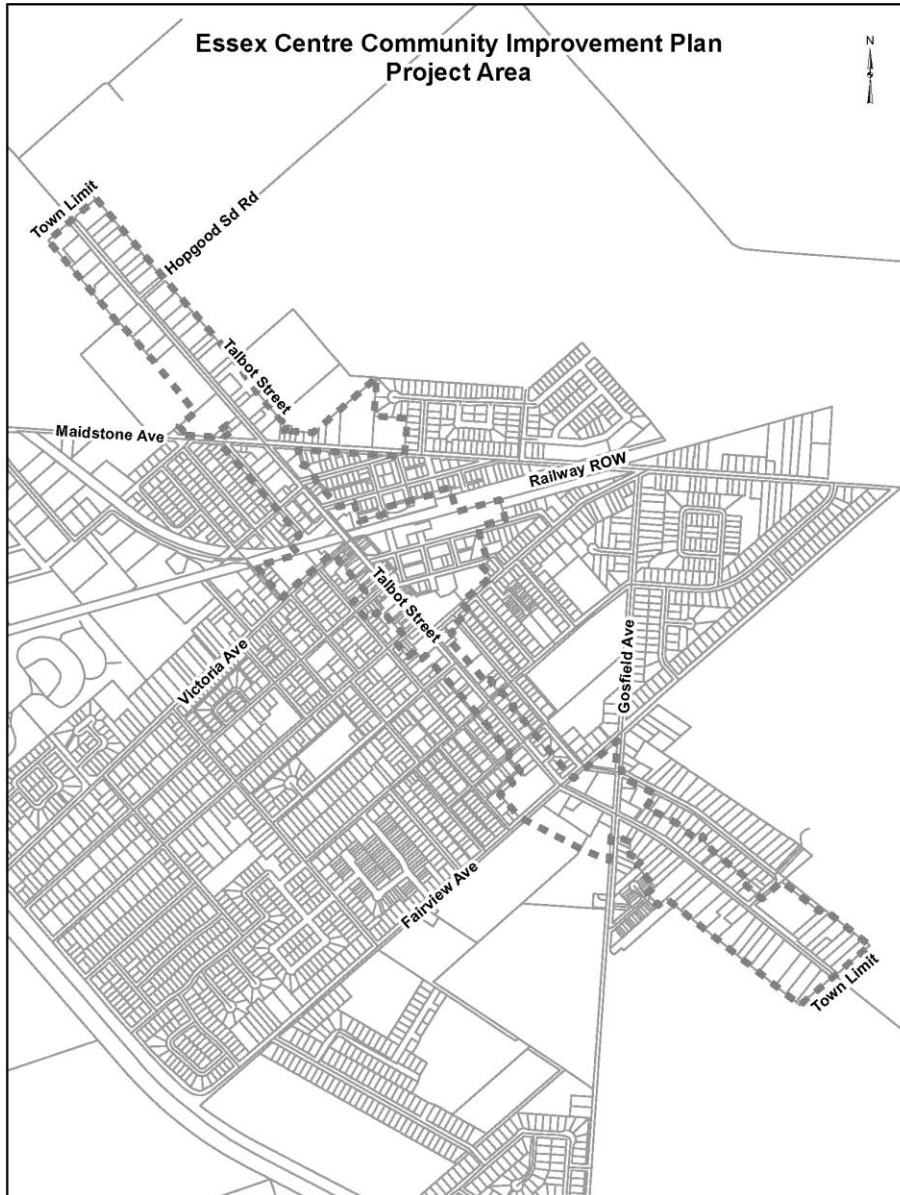 Essex Centre Community Improvement Plan
Project Area
N
Town Limit
Hopgood Sd Rd
Talbot Street
Maidstone Ave
Railway ROW
Talbot Street
Victoria Ave
Gosfield Ave
Fairview Ave
Town Limit